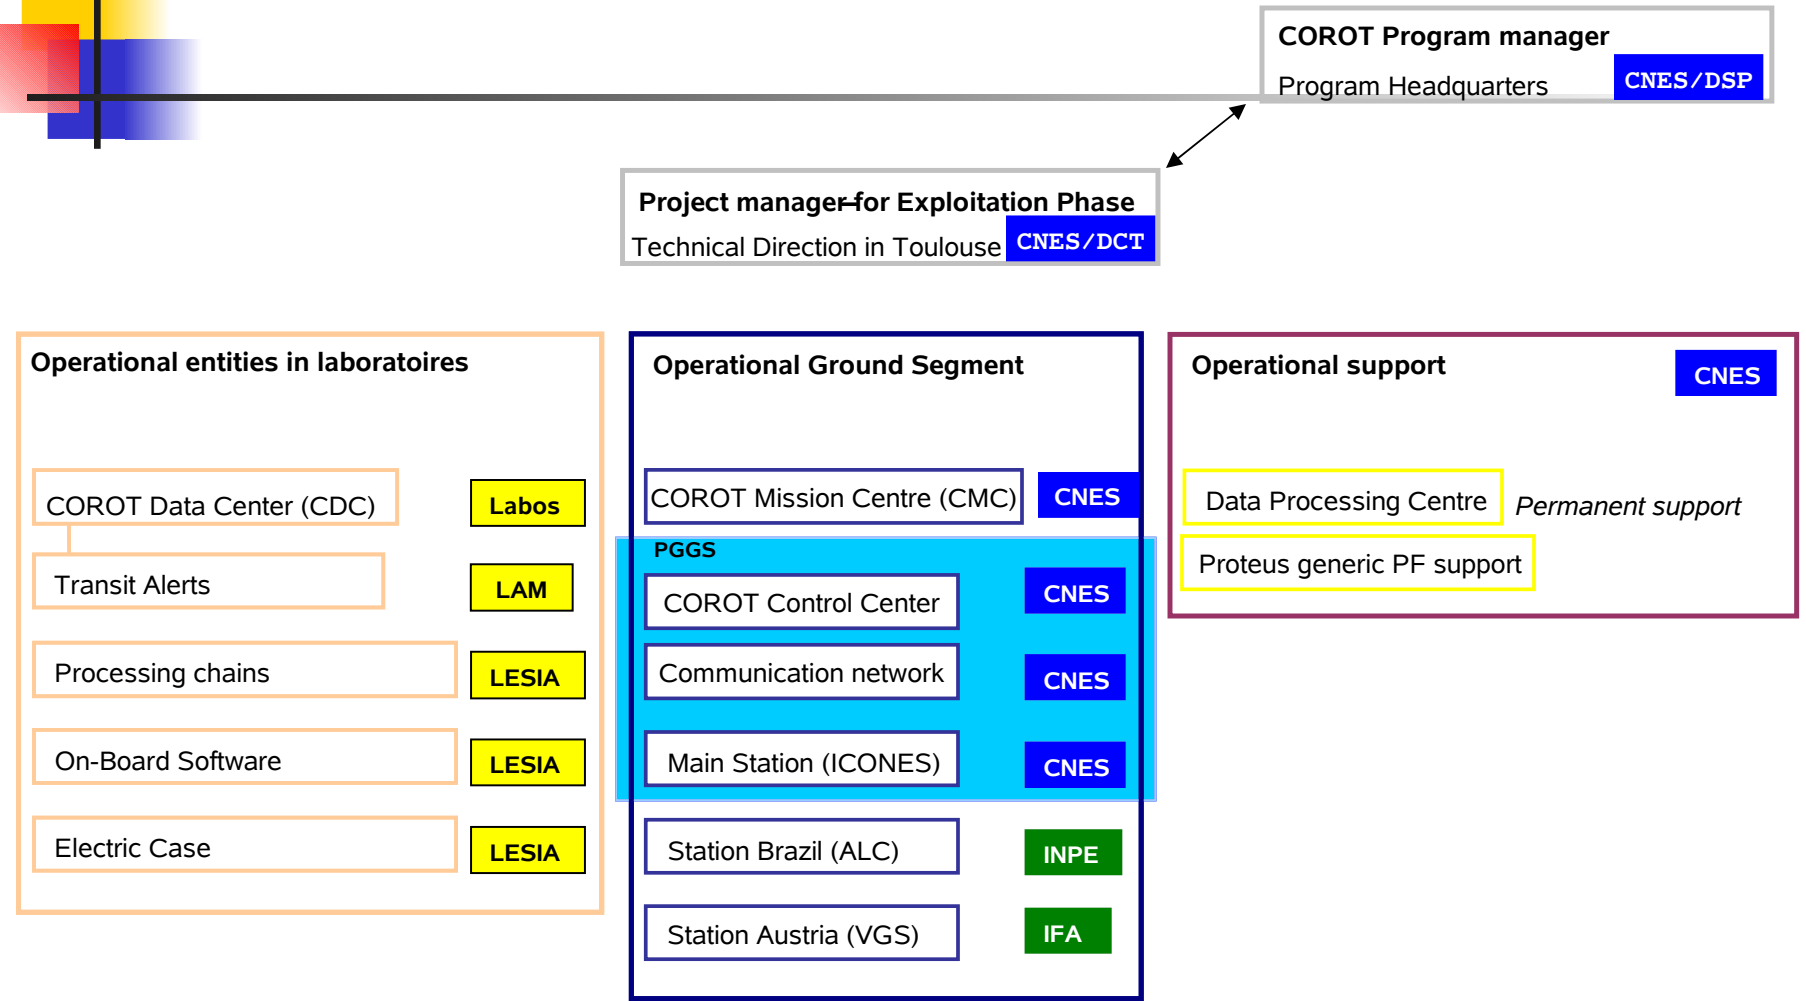 COROT Program manager
Program Headquarters CNES/DSP
Project manager for Exploitation Phase
Technical Direction in Toulouse CNES/DCT
Operational entities in laboratoires
COROT Data Center (CDC) Labos
Transit Alerts LAM
Processing chains LESIA
On-Board Software LESIA
Electric Case LESIA
Operational Ground Segment
COROT Mission Centre (CMC) CNES
PGGS
COROT Control Center CNES
Communication network CNES
Main Station (ICONES) CNES
Station Brazil (ALC) INPE
Station Austria (VGS) IFA
Operational support CNES
Data Processing Centre Permanent support
Proteus generic PF support